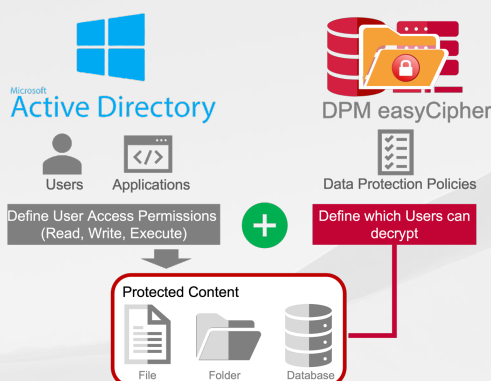 Microsoft
Active Directory
DPM easyCipher
</>
Users
Applications
Data Protection Policies
Define User Access Permissions
(Read, Write, Execute)
Define which Users can
decrypt
Protected Content
File
Folder
Database